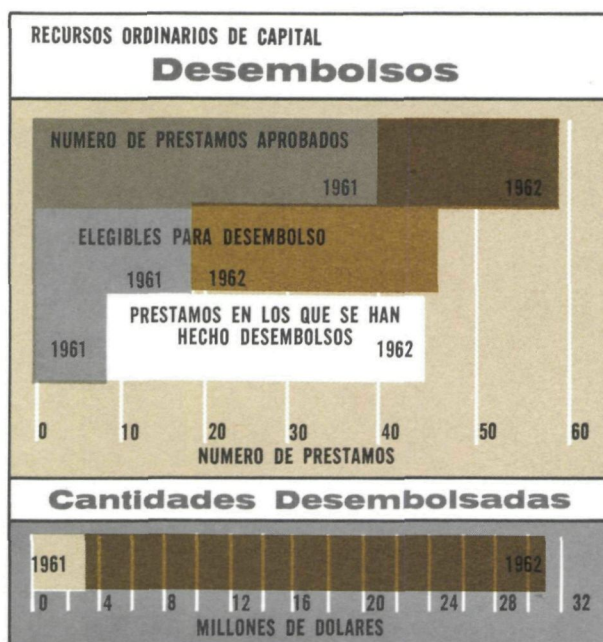 RECURSOS ORDINARIOS DE CAPITAL
Desembolsos
NUMERO DE PRESTAMOS APROBADOS
1961 1962
ELEGIBLES PARA DESEMBOLSO
1961 1962
PRESTAMOS EN LOS QUE SE HAN
HECHO DESEMBOLSOS
1961 1962
0 10 20 30 40 50 60
NUMERO DE PRESTAMOS
Cantidades Desembolsadas
1961 1962
0 4 8 12 16 20 24 28 32
MILLONES DE DOLARES